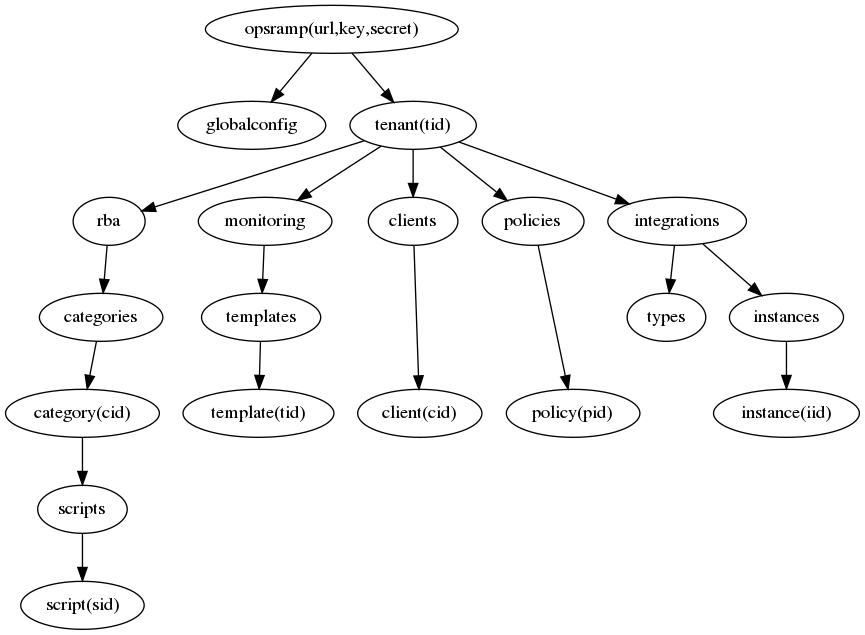 opsramp(url,key,secret)
globalconfig
tenant(tid)
rba
monitoring
clients
policies
integrations
categories
templates
types
instances
category(cid)
template(tid)
client(cid)
policy(pid)
instance(iid)
scripts
script(sid)